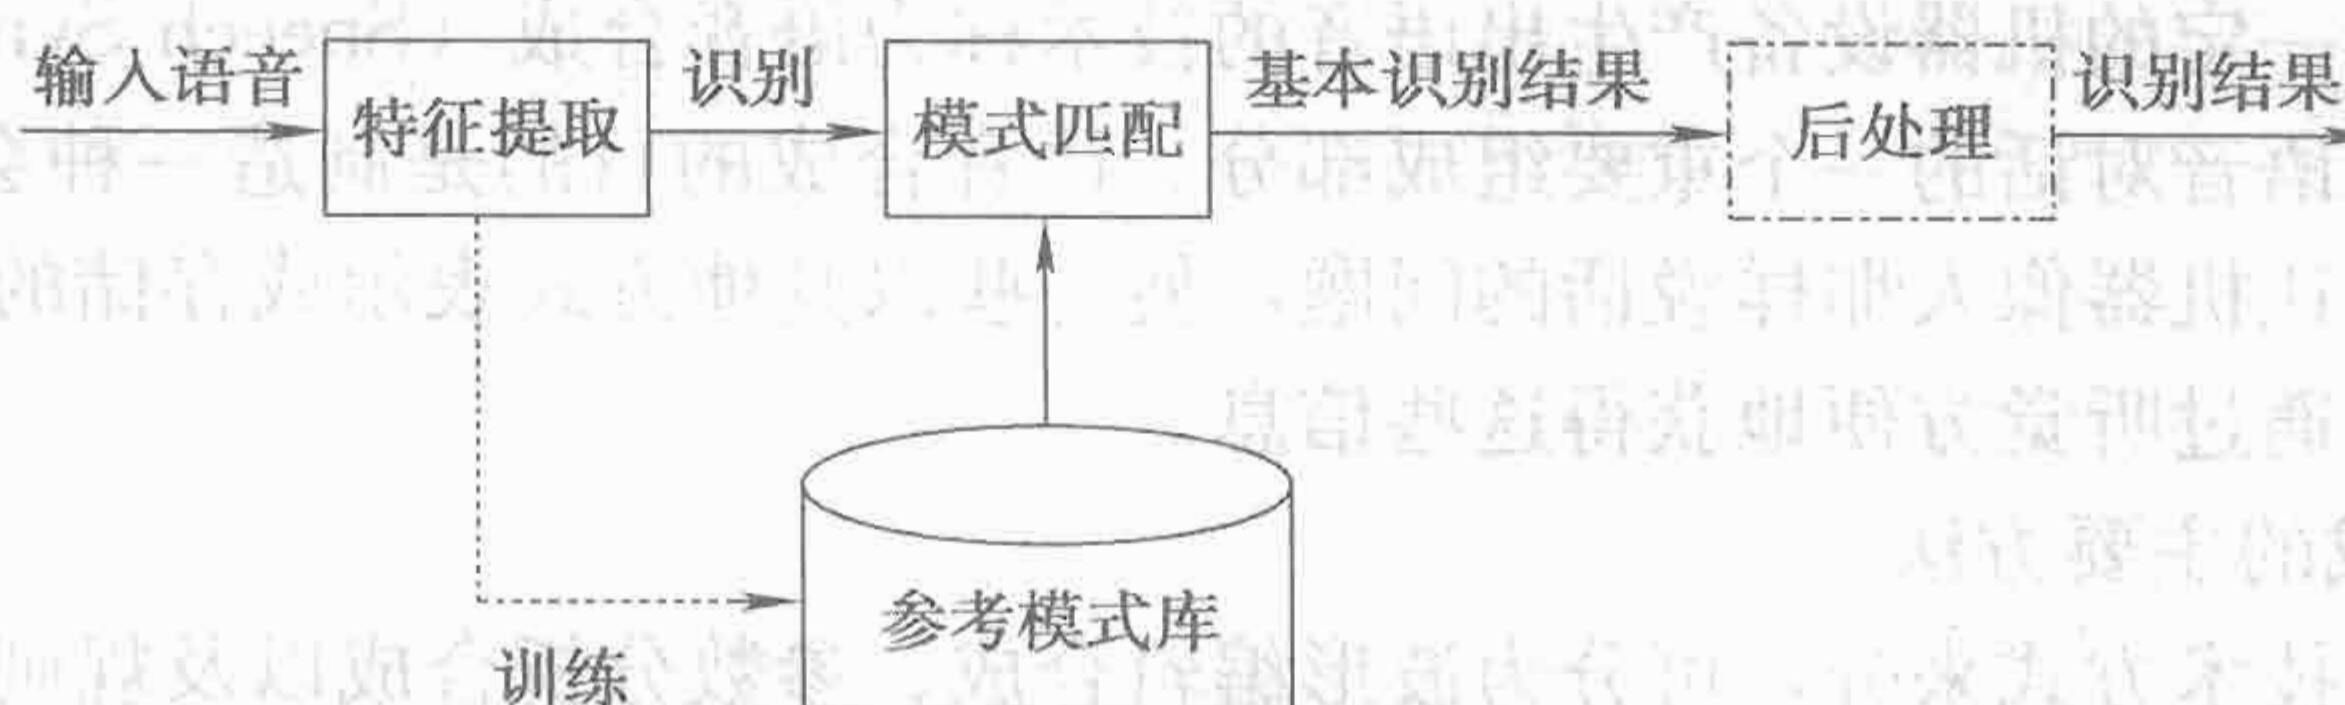 输入语音
特征提取
识别
模式匹配
基本识别结果
后处理
识别结果
参考模式库
训练